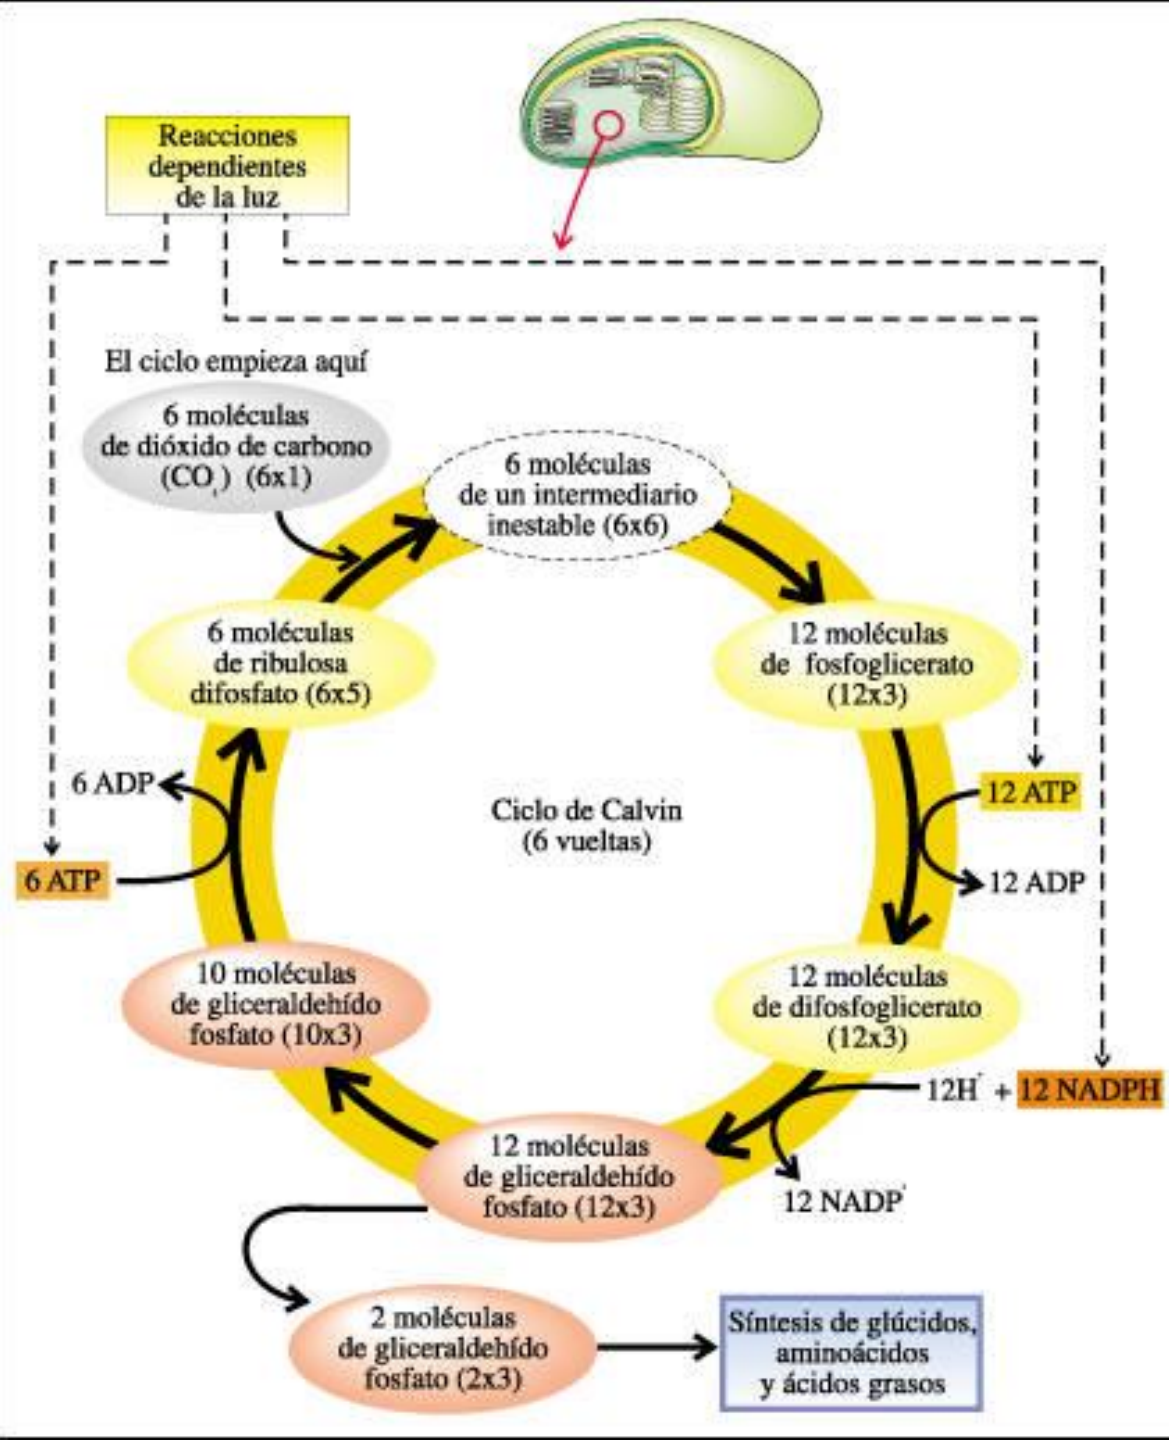 Reacciones
dependientes
de la luz
El ciclo empieza aquí
6 moléculas
de dióxido de carbono
(CO₂) (6x1)
6 moléculas
de un intermediario
inestable (6x6)
6 moléculas
de ribulosa
difosfato (6x5)
12 moléculas
de fosfoglicerato
(12x3)
6 ADP
6 ATP
Ciclo de Calvin
(6 vueltas)
12 ATP
12 ADP
10 moléculas
de gliceraldehído
fosfato (10x3)
12 moléculas
de difosfoglicerato
(12x3)
12H⁺ + 12 NADPH
12 NADP⁺
12 moléculas
de gliceraldehído
fosfato (12x3)
2 moléculas
de gliceraldehído
fosfato (2x3)
Síntesis de glúcidos,
aminoácidos
y ácidos grasos